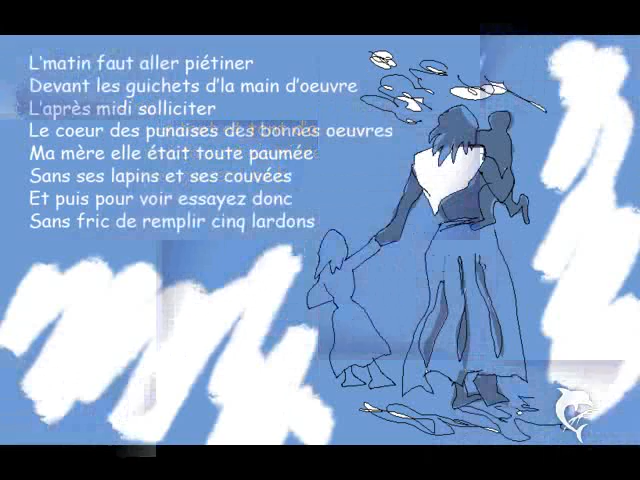 L'matin faut aller piétiner
Devant les guichets d'la main d'oeuvre
L'après midi solliciter
Le coeur des punaises des bonnes oeuvres
Ma mère elle était toute paumée
Sans ses lapins et ses couvées
Et puis pour voir essayez donc
Sans fric de remplir cinq lardons